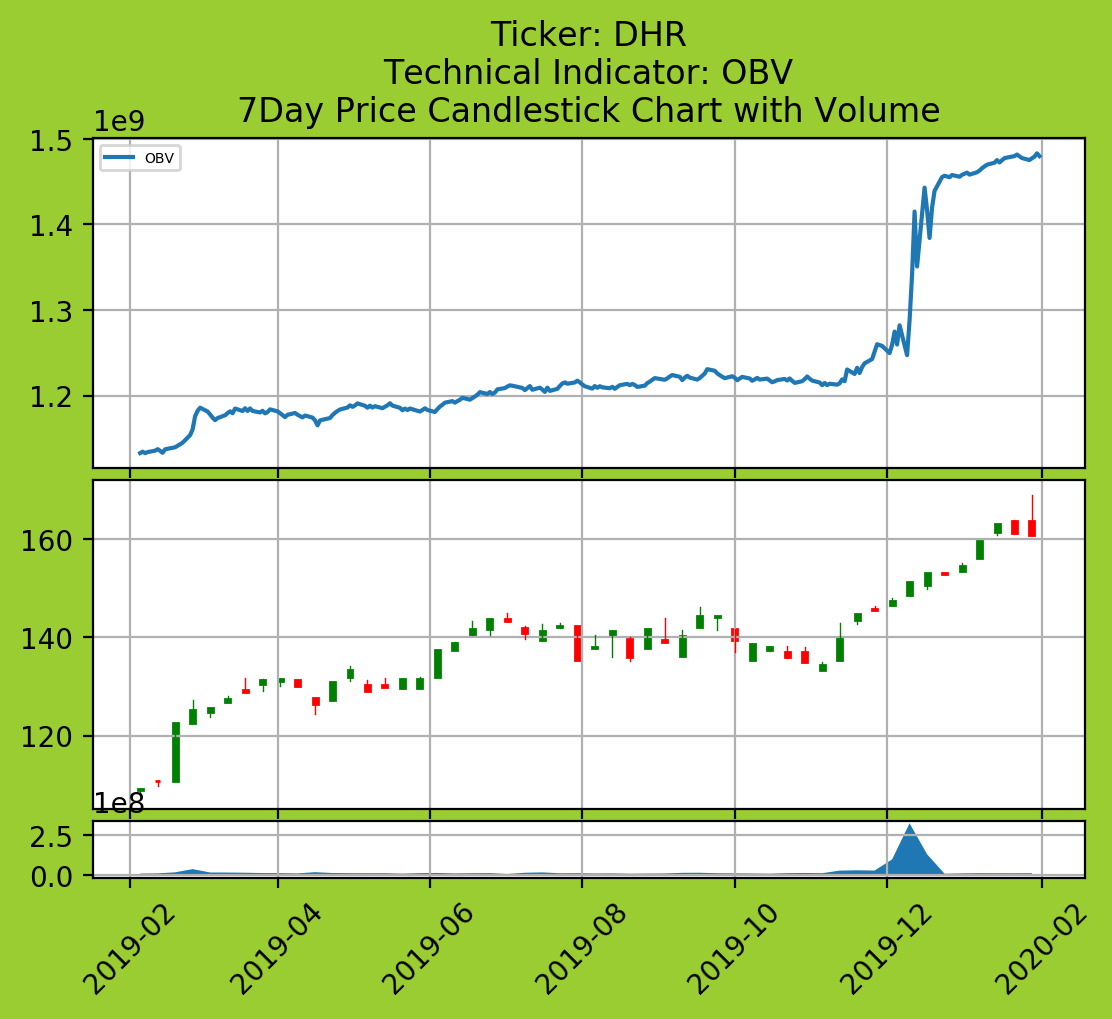 Ticker: DHR
Technical Indicator: OBV
7Day Price Candlestick Chart with Volume
1e9
1.5
OBV
1.4
1.3
1.2
160
140
120
1e8
2.5
0.0
2019-02
2019-04
2019-06
2019-08
2019-10
2019-12
2020-02